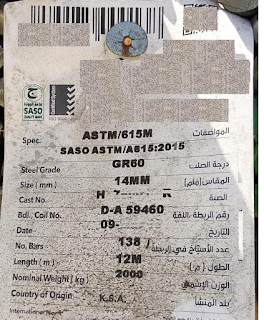 SASO
ASTM/615M المواصفات
Spec. SASO ASTM/A615:2015
Steel Grade GR60 درجة الصلب
Size ( mm ) 14MM المقاس (ملم)
Cast No. H R الصبة
Bdl., Coil No. D-A 59460 رقم الربطة ،اللفة
Date 09- التاريخ
No. Bars 138 عدد الأسياخ في (الربطة)
Length ( m ) 12M الطول ( م )
Nominal Weight ( kg ) 2000 الوزن الإسمي
Country of Origin K.S.A. بلد المنشأ